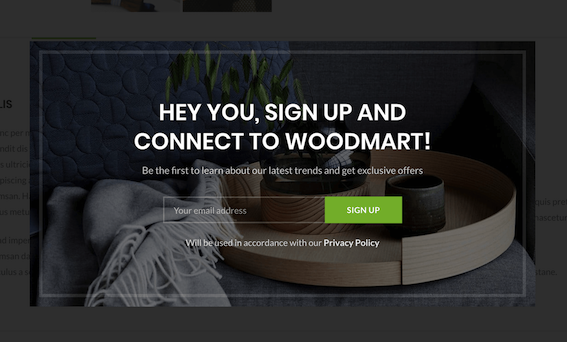 HEY YOU, SIGN UP AND
CONNECT TO WOODMART!
Be the first to learn about our latest trends and get exclusive offers
Your email address
SIGN UP
Will be used in accordance with our Privacy Policy